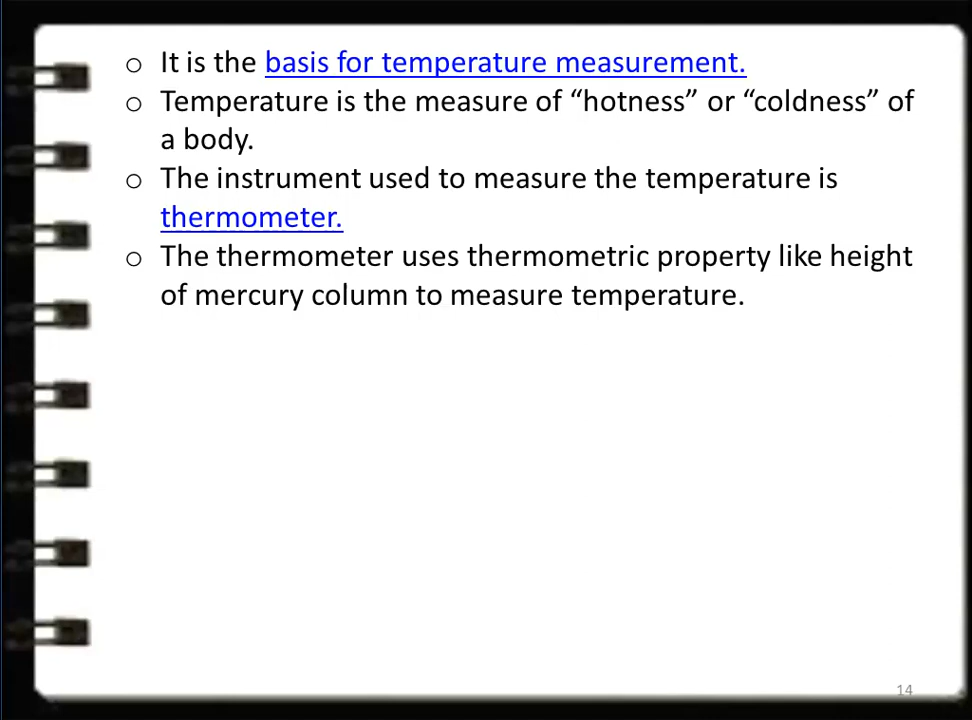 o It is the basis for temperature measurement.
o Temperature is the measure of “hotness” or “coldness” of
a body.
o The instrument used to measure the temperature is
thermometer.
o The thermometer uses thermometric property like height
of mercury column to measure temperature.
14